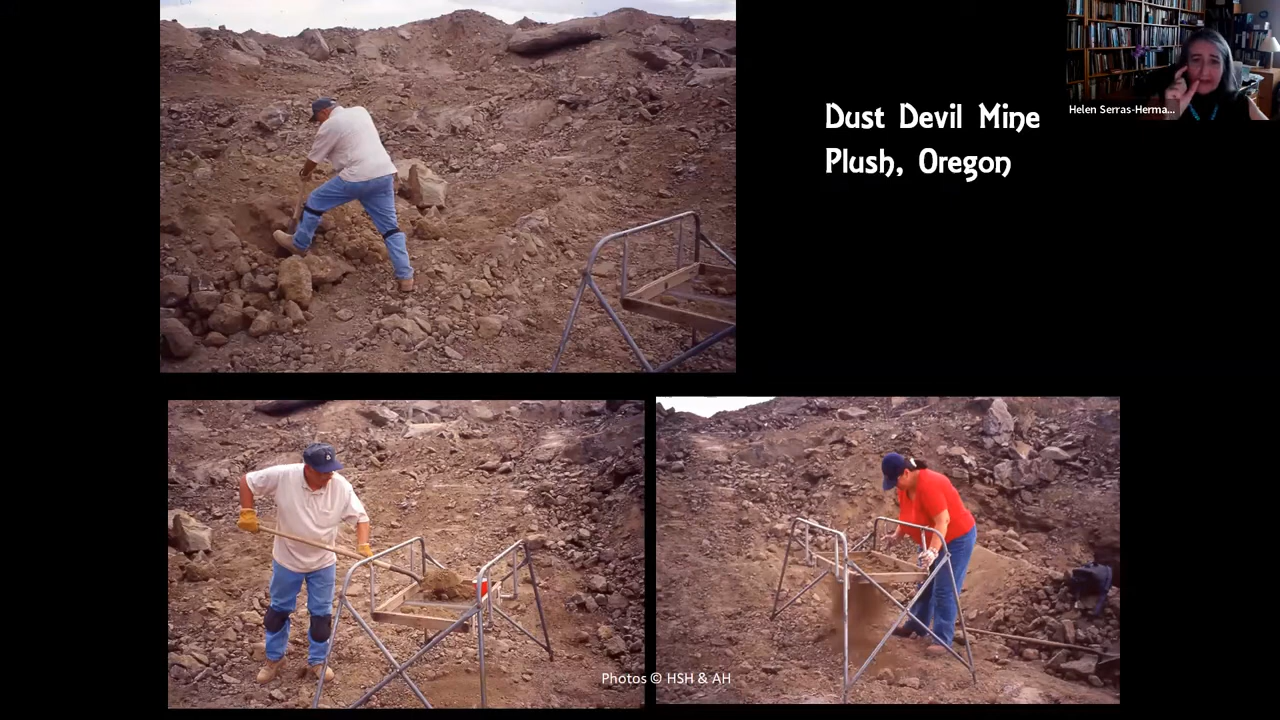 Dust Devil Mine
Plush, Oregon
Helen Serras-Herma...
Photos © HSH & AH